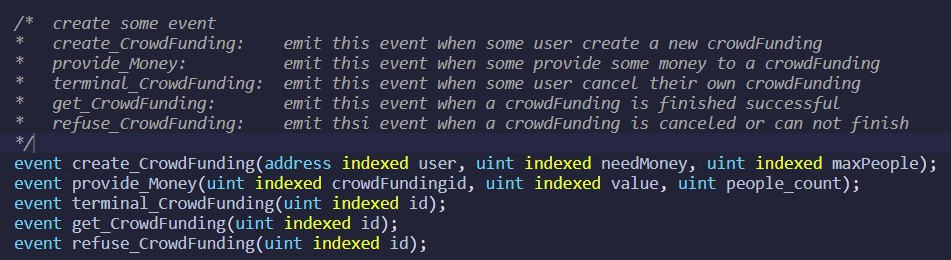 /*  create some event
*   create_CrowdFunding:    emit this event when some user create a new crowdFunding
*   provide_Money:          emit this event when some provide some money to a crowdFunding
*   terminal_CrowdFunding:  emit this event when some user cancel their own crowdFunding
*   get_CrowdFunding:       emit this event when a crowdFunding is finished successful
*   refuse_CrowdFunding:    emit thsi event when a crowdFunding is canceled or can not finish
*/
event create_CrowdFunding(address indexed user, uint indexed needMoney, uint indexed maxPeople);
event provide_Money(uint indexed crowdFundingid, uint indexed value, uint people_count);
event terminal_CrowdFunding(uint indexed id);
event get_CrowdFunding(uint indexed id);
event refuse_CrowdFunding(uint indexed id);